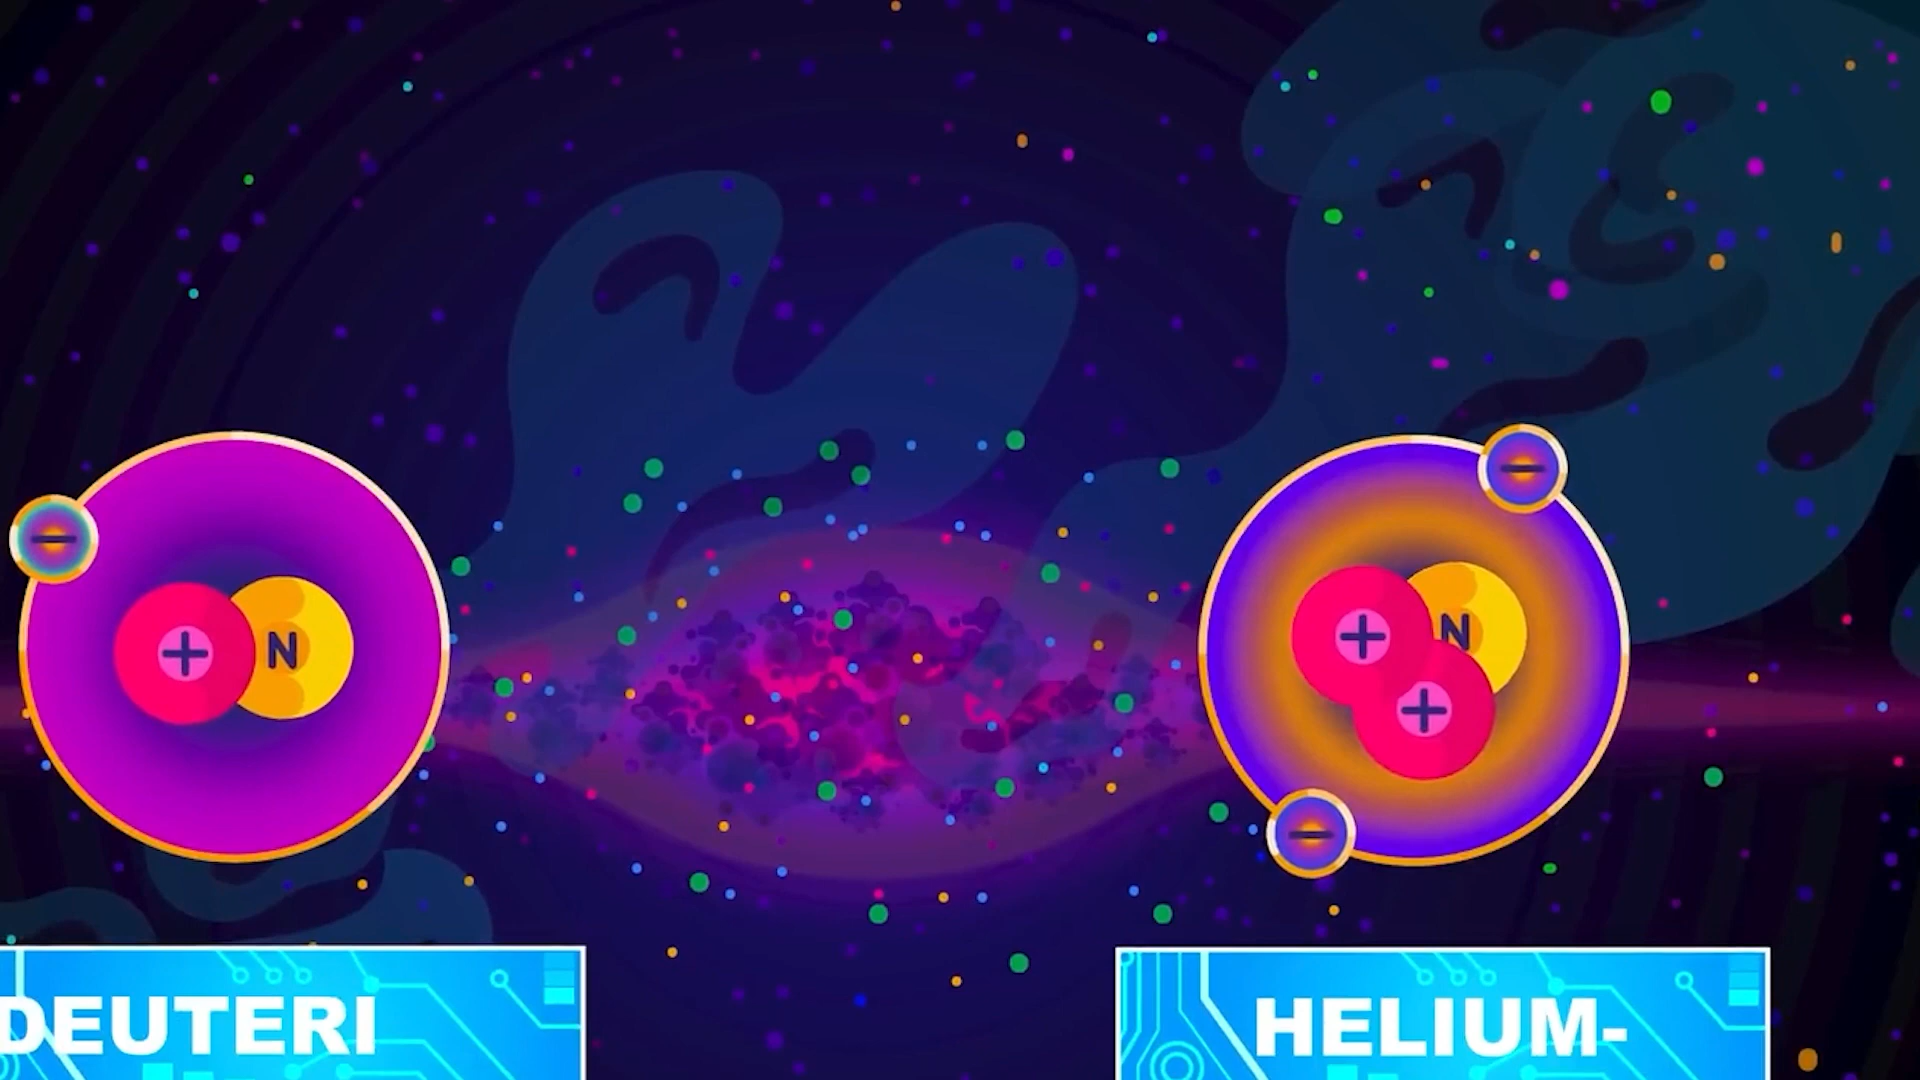 + N
+ N
+
DEUTERI
HELIUM-